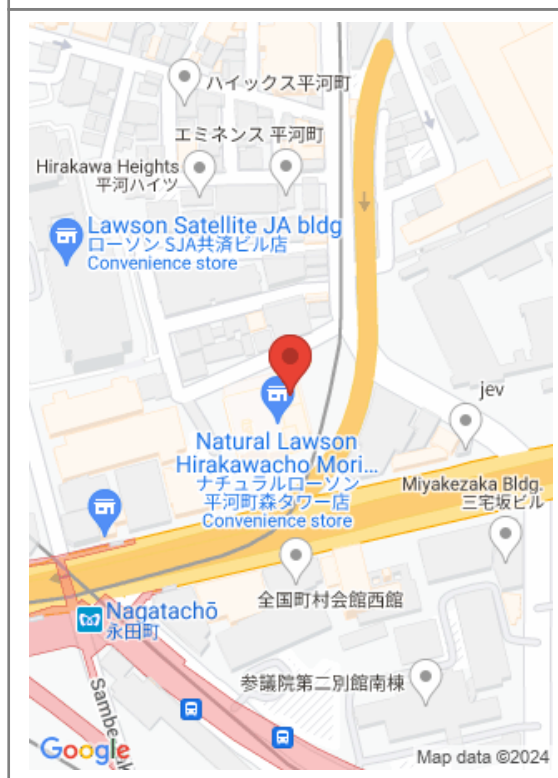 ハイックス平河町
エミネンス 平河町
Hirakawa Heights
平河ハイツ
Lawson Satellite JA bldg
ローソン SJA共済ビル店
Convenience store
jev
Natural Lawson
Hirakawacho Mori...
ナチュラルローソン
平河町森タワー店
Convenience store
Miyakezaka Bldg.
三宅坂ビル
全国町村会館西館
Nagatachō
永田町
参議院第二別館南棟
Sambe
Google
Map data ©2024